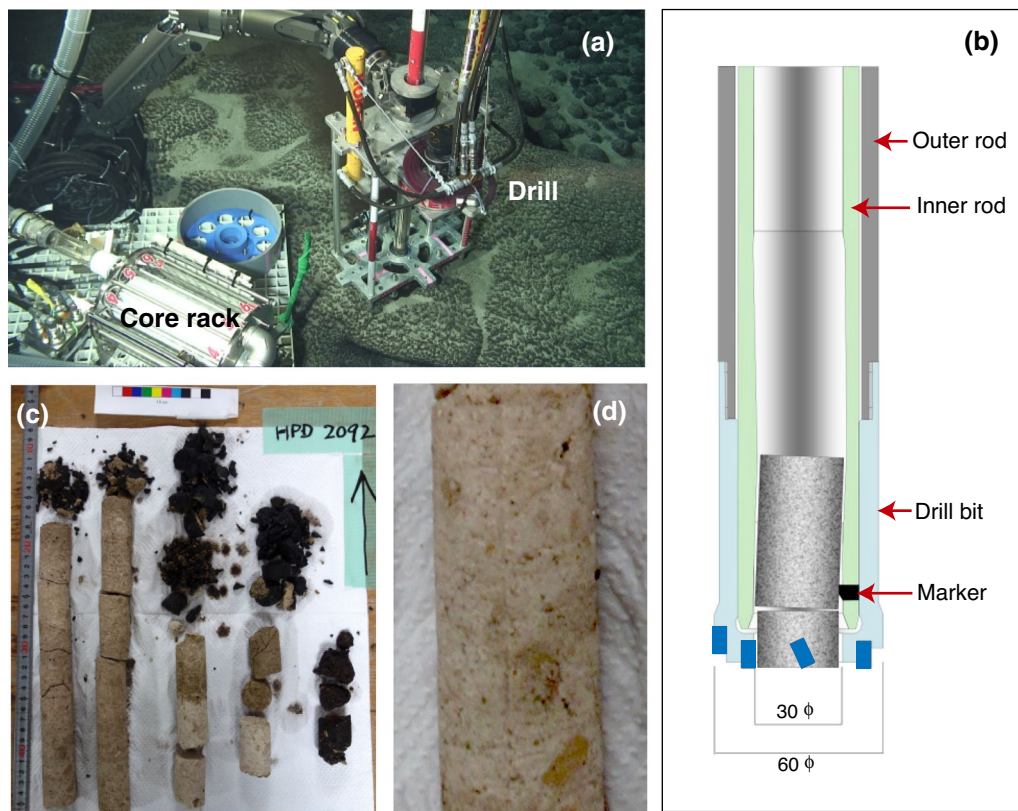 (a)
Drill
Core rack
(b)
Outer rod
Inner rod
Drill bit
Marker
30 ϕ
60 ϕ
(c)
HPD 2092
(d)